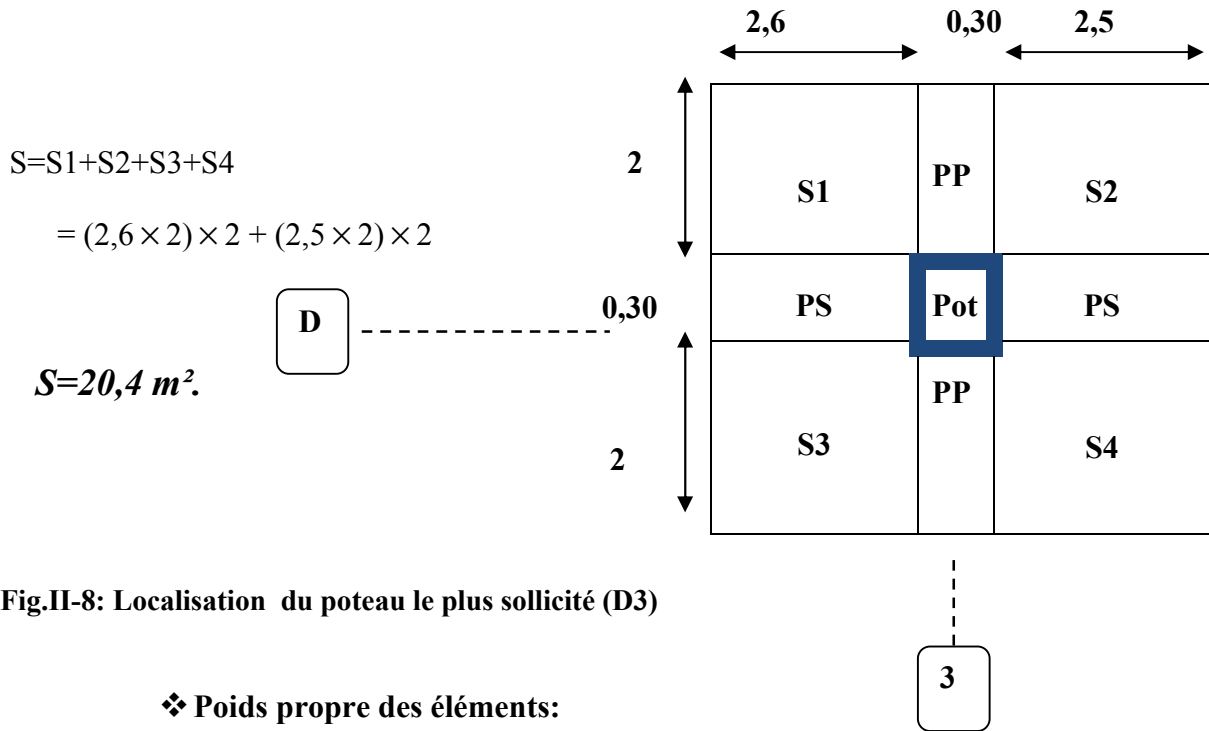 2,6 0,30 2,5
S=S1+S2+S3+S4
2
S1 PP S2
= (2,6 × 2) × 2 + (2,5 × 2) × 2
D
0,30
PS Pot PS
S=20,4 m².
PP
2
S3 S4
Fig.II-8: Localisation du poteau le plus sollicité (D3)
3
❖ Poids propre des éléments: